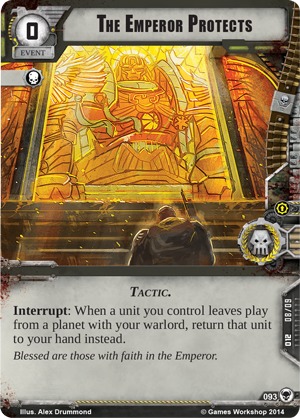 THE EMPEROR PROTECTS
0
EVENT
TACTIC.
Interrupt: When a unit you control leaves play
from a planet with your warlord, return that unit
to your hand instead.
Blessed are those with faith in the Emperor.
093
Illus. Alex Drummond
© Games Workshop 2014